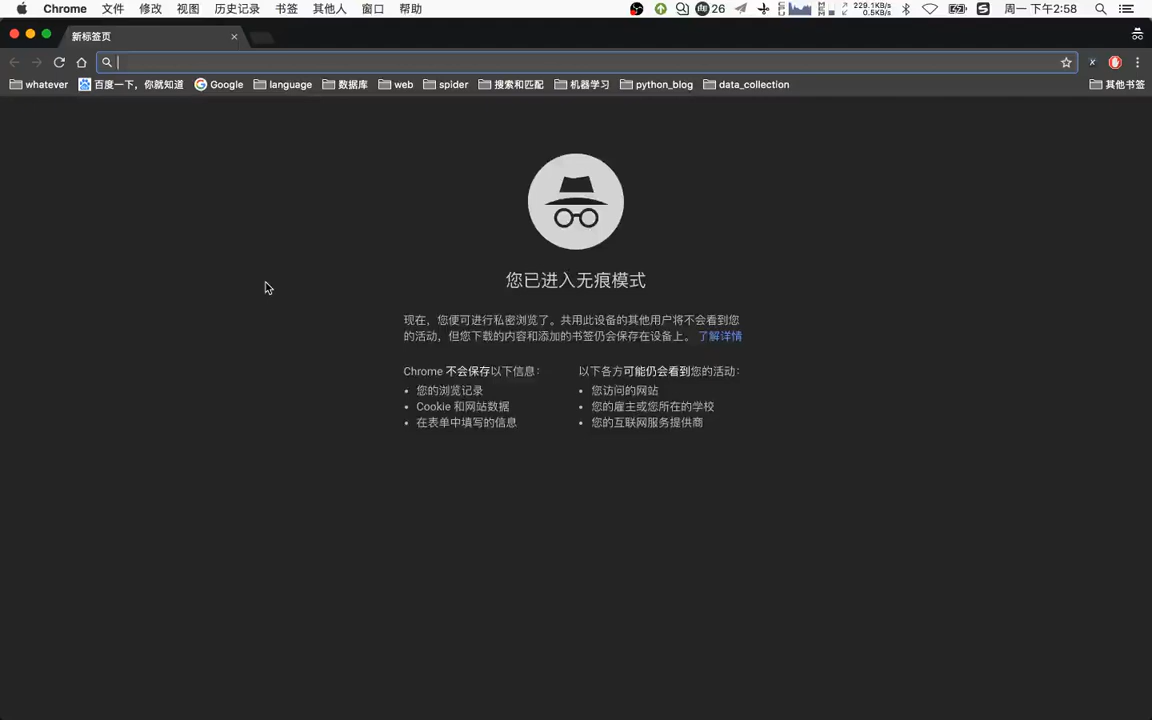 Chrome 文件 修改 视图 历史记录 书签 其他人 窗口 帮助 26 229.1KB/s 0.5KB/s 周一 下午2:58
新标签页
whatever 百度一下，你就知道 Google language 数据库 web spider 搜索和匹配 机器学习 python_blog data_collection 其他书签
您已进入无痕模式
现在，您便可进行私密浏览了。共用此设备的其他用户将不会看到您
的活动，但您下载的内容和添加的书签仍会保存在设备上。 了解详情
Chrome 不会保存以下信息：
您的浏览记录
Cookie 和网站数据
在表单中填写的信息
以下各方可能仍会看到您的活动：
您访问的网站
您的雇主或您所在的学校
您的互联网服务提供商